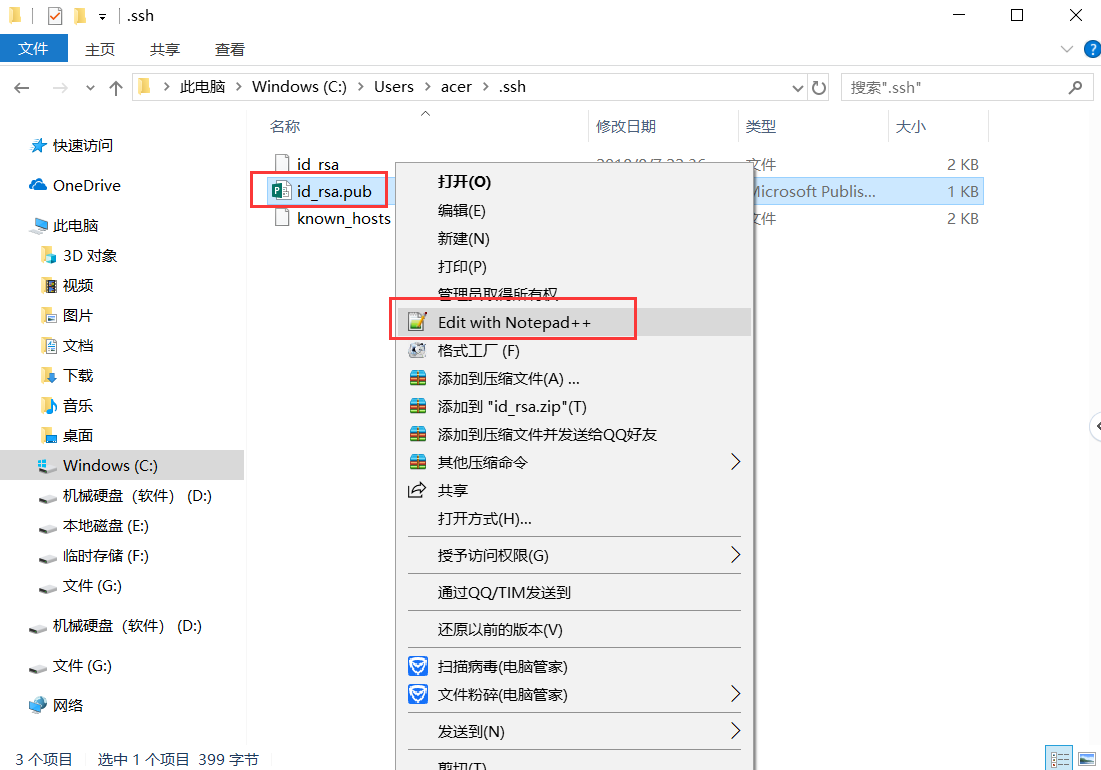 .ssh
文件 主页 共享 查看
此电脑 Windows (C:) Users acer .ssh 搜索".ssh"
名称 修改日期 类型 大小
快速访问
OneDrive
此电脑
3D 对象
视频
图片
文档
下载
音乐
桌面
Windows (C:)
机械硬盘（软件） (D:)
本地磁盘 (E:)
临时存储 (F:)
文件 (G:)
机械硬盘（软件） (D:)
文件 (G:)
网络
id_rsa 文件 2 KB
id_rsa.pub Microsoft Publis... 1 KB
known_hosts 文件 2 KB
打开(O)
编辑(E)
新建(N)
打印(P)
管理员取得所有权
Edit with Notepad++
格式工厂 (F)
添加到压缩文件(A) ...
添加到 "id_rsa.zip"(T)
添加到压缩文件并发送给QQ好友
其他压缩命令
共享
打开方式(H)...
授予访问权限(G)
通过QQ/TIM发送到
还原以前的版本(V)
扫描病毒(电脑管家)
文件粉碎(电脑管家)
发送到(N)
剪切(T)
3 个项目 选中 1 个项目 399 字节